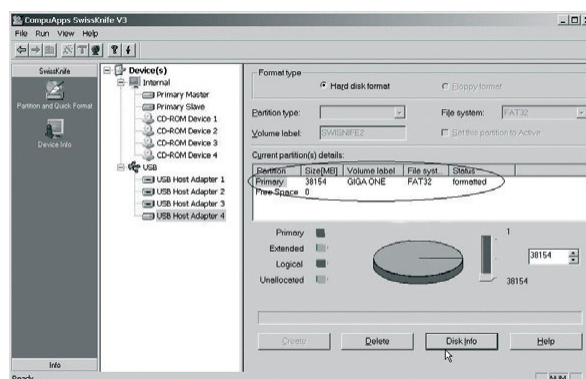 CompuApps SwissKnife V3
File Run View Help
SwissKnife
Partition and Quick Format
Device Info
Info
Ready
Device(s)
Internal
Primary Master
Primary Slave
CD-ROM Device 1
CD-ROM Device 2
CD-ROM Device 3
CD-ROM Device 4
USB
USB Host Adapter 1
USB Host Adapter 2
USB Host Adapter 3
USB Host Adapter 4
Format type
Hard disk format
Floppy format
Partition type:
File system: FAT32
Volume label: SWISNIFE2
Set this partition to Active
Current partition(s) details:
Partition Size[MB] Volume label File syst... Status
Primary 38154 GIGA ONE FAT32 formatted
Free Space 0
Primary
Extended
Logical
Unallocated
1
38154
38154
Create Delete Disk Info Help
NUM